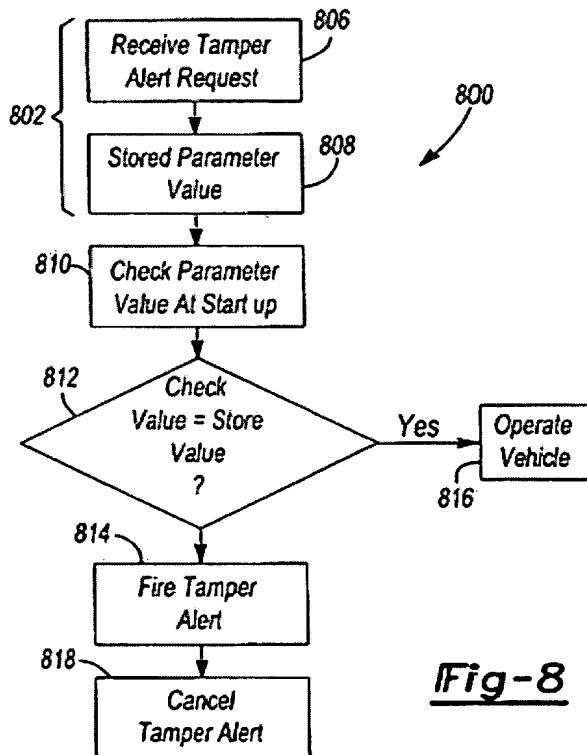 Receive Tamper
Alert Request
806
802
800
Stored Parameter
Value
808
810
Check Parameter
Value At Start up
812
Check
Value = Store
Value
?
Yes
Operate
Vehicle
816
814
Fire Tamper
Alert
818
Cancel
Tamper Alert
Fig-8